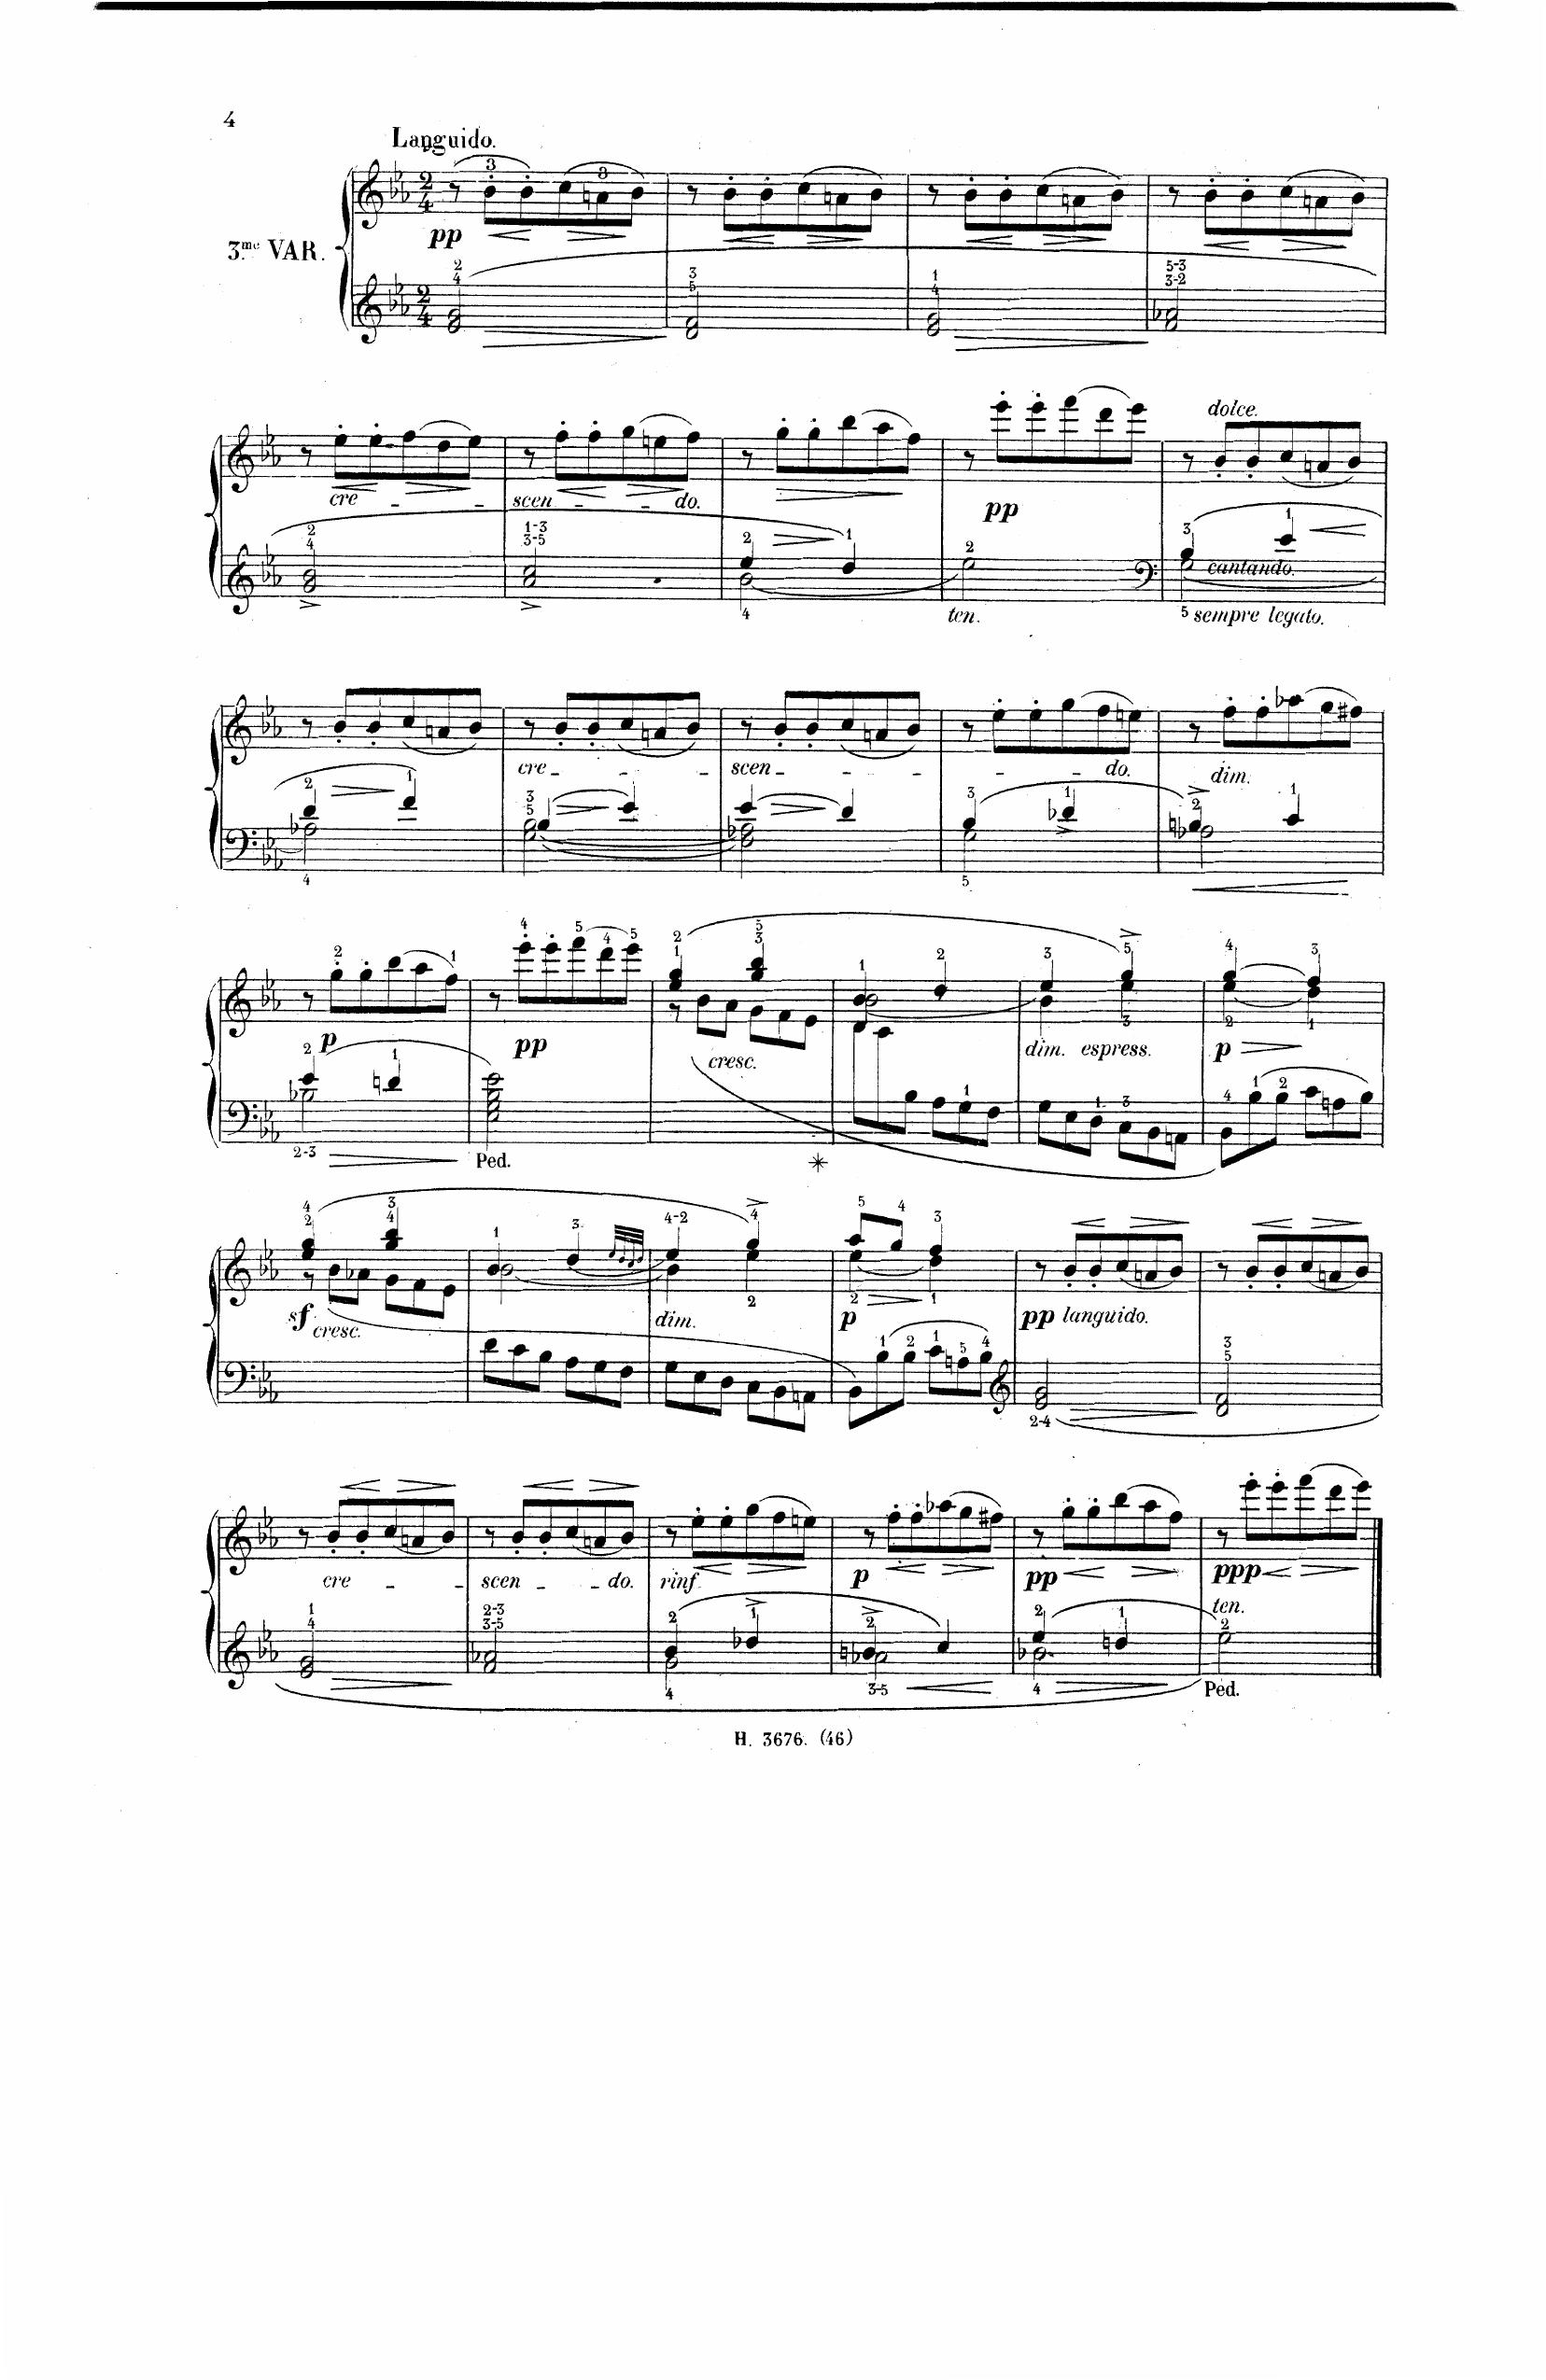 4
Languido.
3.me VAR.
pp
cre - scen - do.
pp
dolce.
cantando.
ten.
sempre legato.
cre - scen - do.
dim.
p
pp
cresc.
dim. espress.
p
Ped.
sf
cresc.
dim.
p
pp languido.
cre - scen - do.
rinf.
p
pp
ppp
ten.
Ped.
H. 3676. (46)